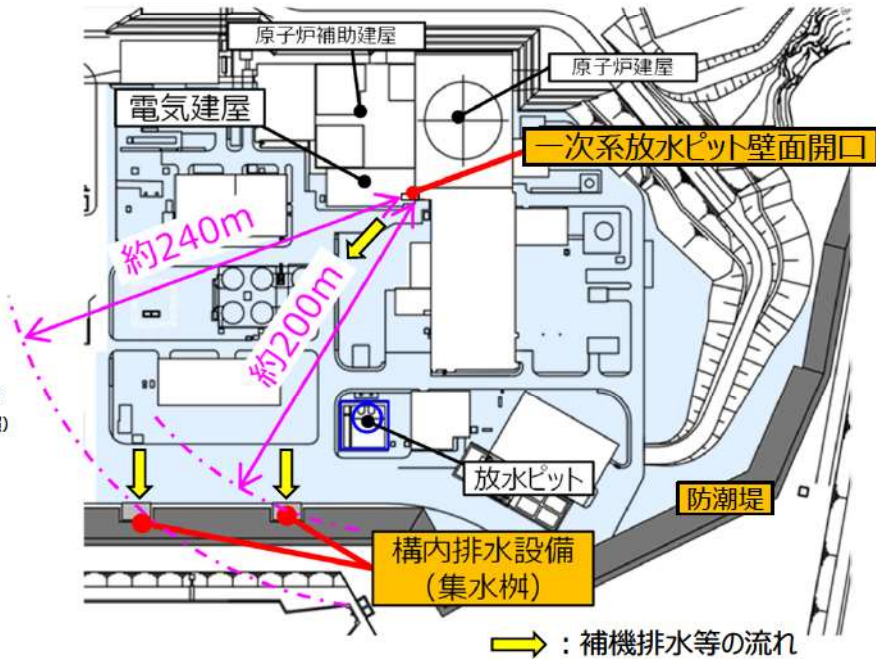 原子炉補助建屋
原子炉建屋
電気建屋
一次系放水ピット壁面開口
約240m
約200m
放水ピット
防潮堤
構内排水設備
(集水桝)
：補機排水等の流れ